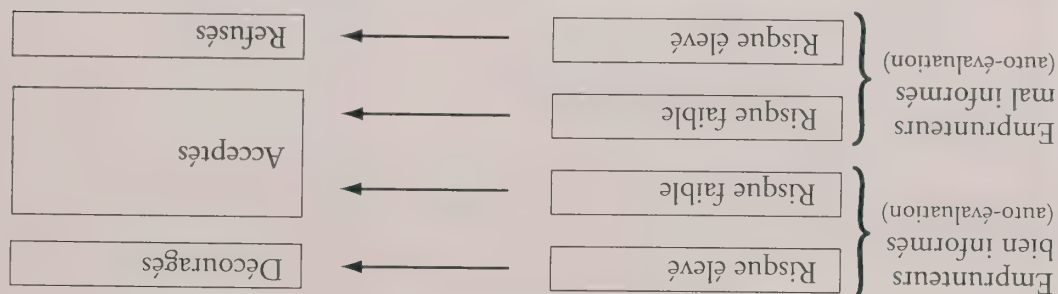 Emprunteurs
bien informés
(auto-évaluation)
Risque élevé
Découragés
Risque faible
Acceptés
Emprunteurs
mal informés
(auto-évaluation)
Risque faible
Risque élevé
Refusés